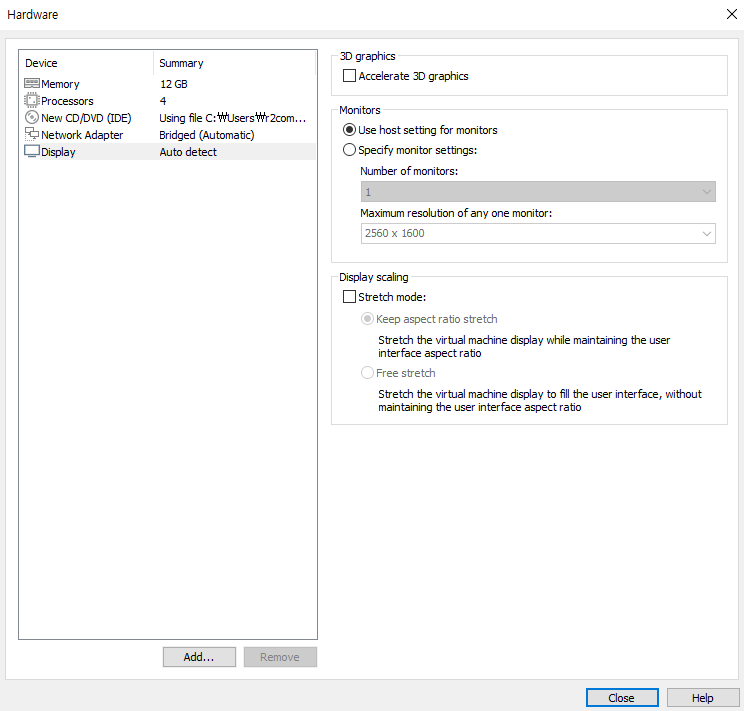 Hardware
Device Summary
Memory 12 GB
Processors 4
New CD/DVD (IDE) Using file C:₩Users₩r2com...
Network Adapter Bridged (Automatic)
Display Auto detect
Add... Remove
3D graphics
Accelerate 3D graphics
Monitors
Use host setting for monitors
Specify monitor settings:
Number of monitors:
1
Maximum resolution of any one monitor:
2560 x 1600
Display scaling
Stretch mode:
Keep aspect ratio stretch
Stretch the virtual machine display while maintaining the user
interface aspect ratio
Free stretch
Stretch the virtual machine display to fill the user interface, without
maintaining the user interface aspect ratio
Close Help